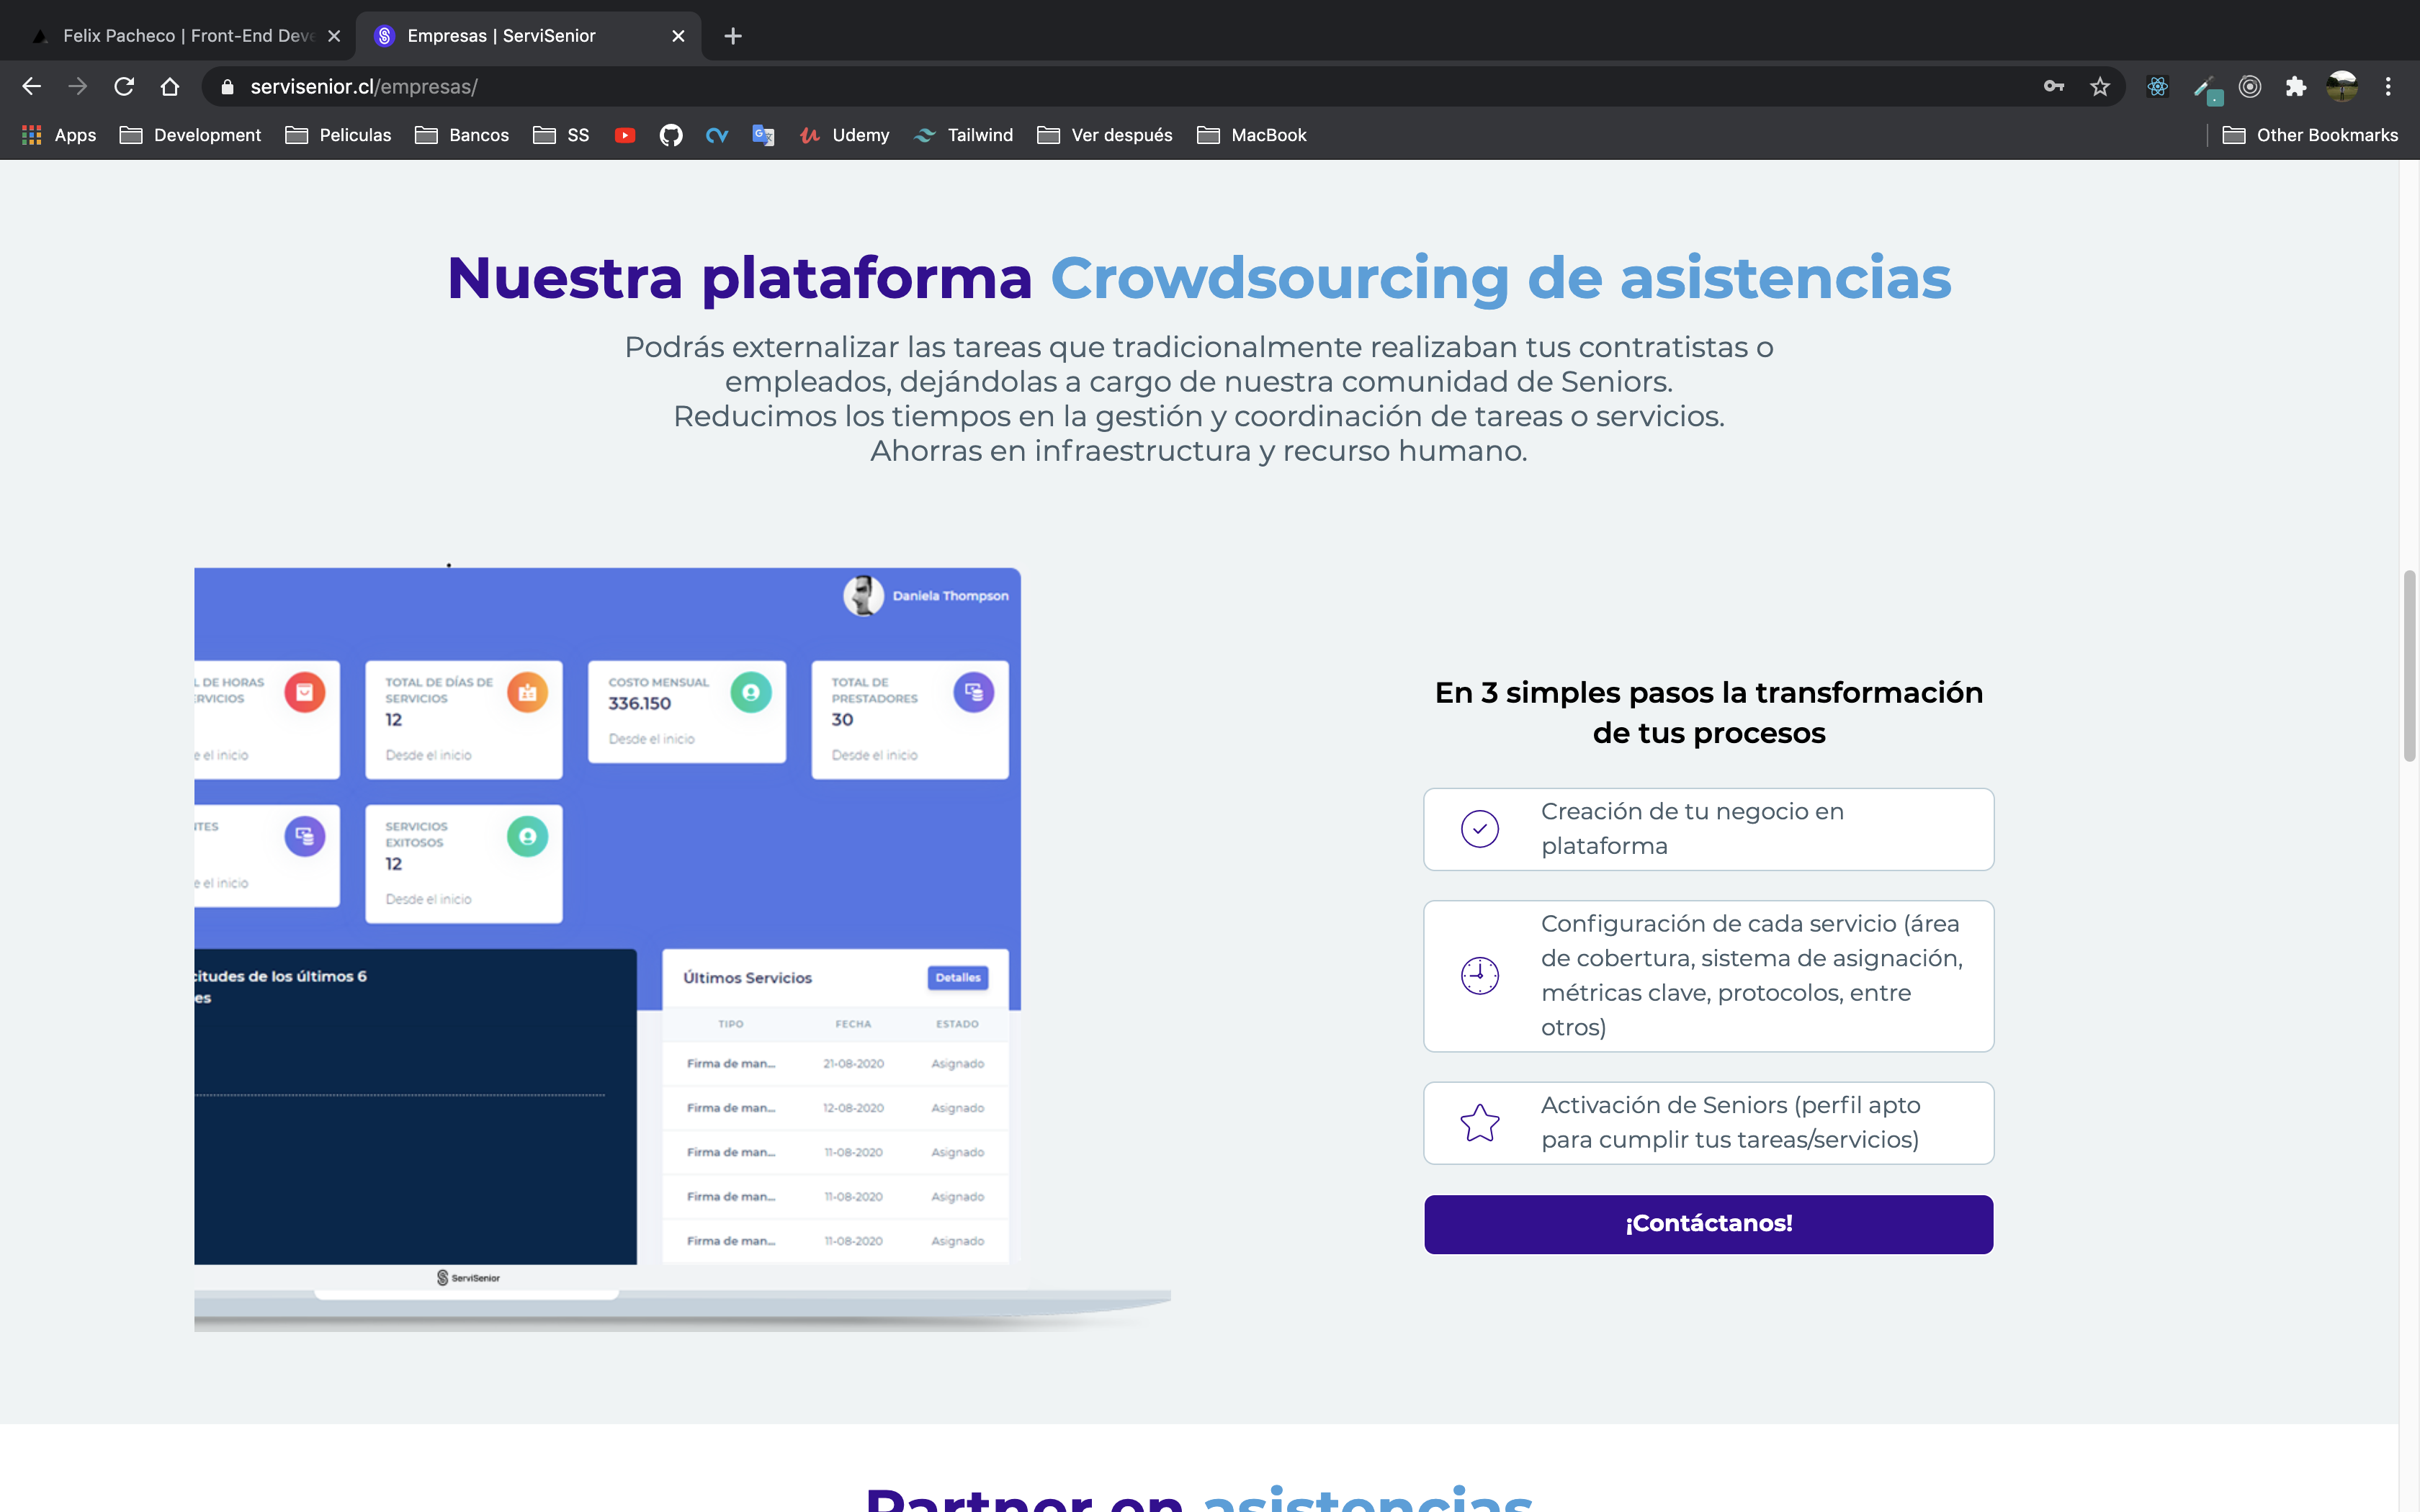 Felix Pacheco | Front-End Deve
Empresas | ServiSenior
servisenior.cl/empresas/
Apps
Development
Peliculas
Bancos
SS
Udemy
Tailwind
Ver después
MacBook
Other Bookmarks
Nuestra plataforma Crowdsourcing de asistencias
Podrás externalizar las tareas que tradicionalmente realizaban tus contratistas o
empleados, dejándolas a cargo de nuestra comunidad de Seniors.
Reducimos los tiempos en la gestión y coordinación de tareas o servicios.
Ahorras en infraestructura y recurso humano.
Daniela Thompson
L DE HORAS
RVICIOS
e el inicio
TOTAL DE DÍAS DE
SERVICIOS
12
Desde el inicio
COSTO MENSUAL
336.150
Desde el inicio
TOTAL DE
PRESTADORES
30
Desde el inicio
NTES
e el inicio
SERVICIOS
EXITOSOS
12
Desde el inicio
citudes de los últimos 6
es
Últimos Servicios
Detalles
TIPO FECHA ESTADO
Firma de man... 21-08-2020 Asignado
Firma de man... 12-08-2020 Asignado
Firma de man... 11-08-2020 Asignado
Firma de man... 11-08-2020 Asignado
Firma de man... 11-08-2020 Asignado
ServiSenior
En 3 simples pasos la transformación
de tus procesos
Creación de tu negocio en
plataforma
Configuración de cada servicio (área
de cobertura, sistema de asignación,
métricas clave, protocolos, entre
otros)
Activación de Seniors (perfil apto
para cumplir tus tareas/servicios)
¡Contáctanos!
Partner en asistencias